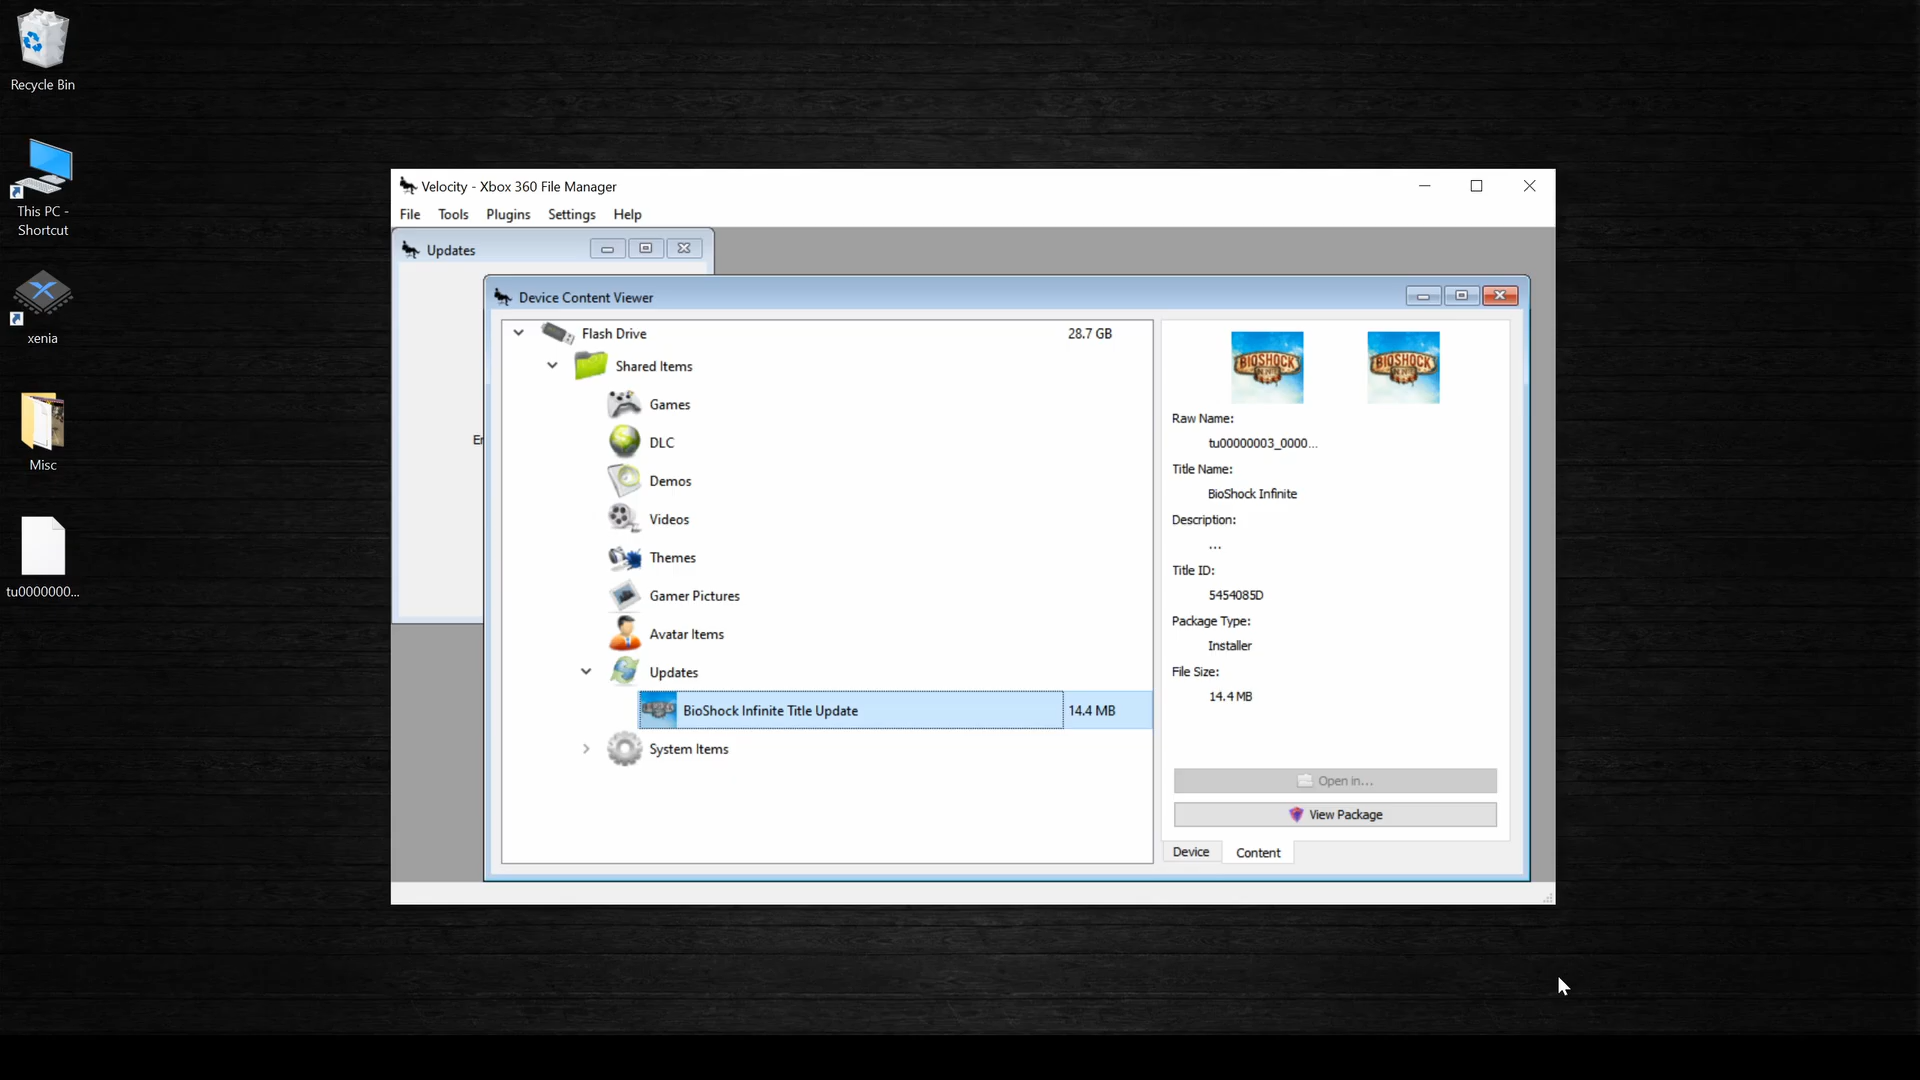 Recycle Bin
This PC -
Shortcut
xenia
Misc
tu0000000...
Velocity - Xbox 360 File Manager
File Tools Plugins Settings Help
Updates
Er
Device Content Viewer
Flash Drive 28.7 GB
Shared Items
Games
DLC
Demos
Videos
Themes
Gamer Pictures
Avatar Items
Updates
BioShock Infinite Title Update 14.4 MB
System Items
BIOSHOCK
BIOSHOCK
Raw Name:
tu00000003_0000...
Title Name:
BioShock Infinite
Description:
...
Title ID:
5454085D
Package Type:
Installer
File Size:
14.4 MB
Open in...
View Package
Device Content